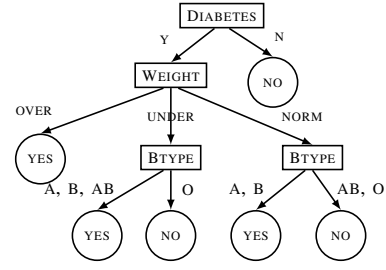 DIABETES
Y N
WEIGHT
NO
OVER UNDER NORM
YES BTYPE BTYPE
A, B, AB O A, B AB, O
YES NO YES NO